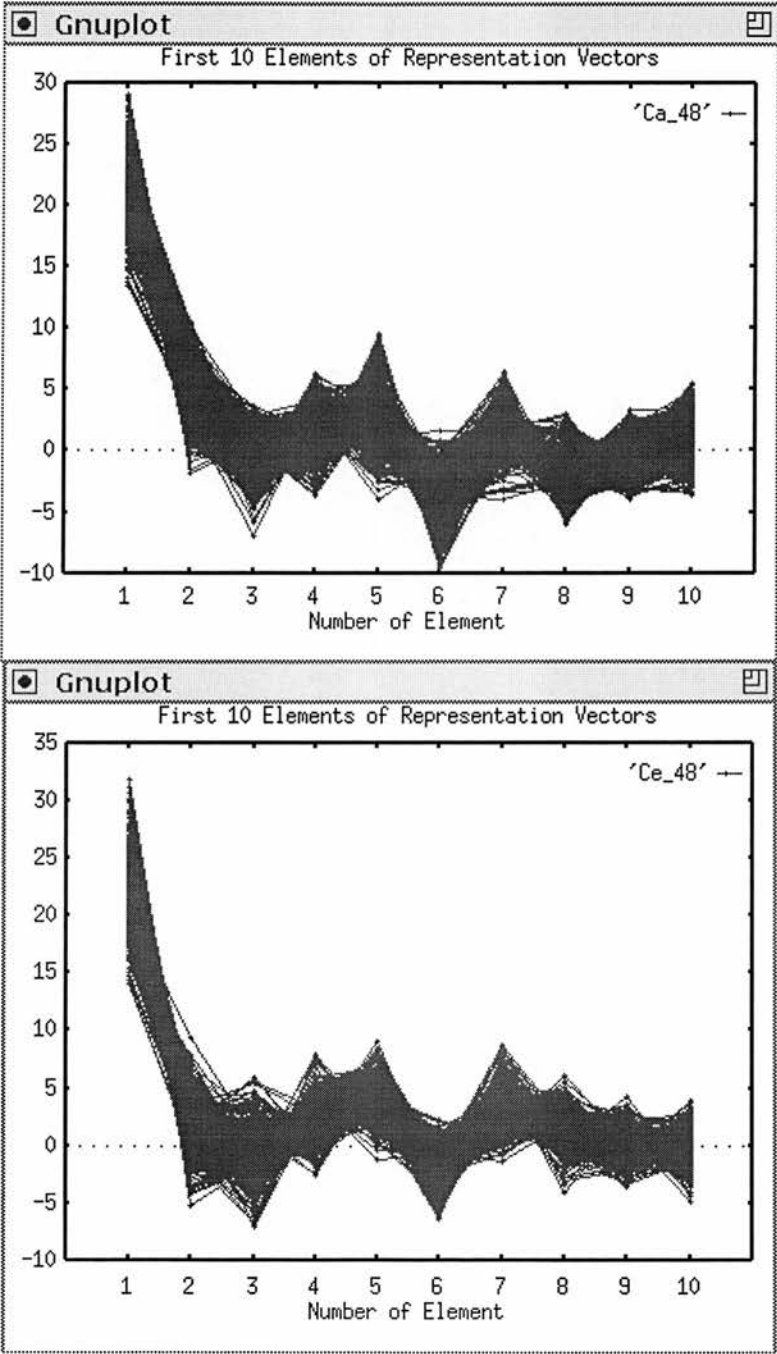 Gnuplot
First 10 Elements of Representation Vectors
'Ca_48'
30
25
20
15
10
5
0
-5
-10
1 2 3 4 5 6 7 8 9 10
Number of Element
Gnuplot
First 10 Elements of Representation Vectors
'Ce_48'
35
30
25
20
15
10
5
0
-5
-10
1 2 3 4 5 6 7 8 9 10
Number of Element